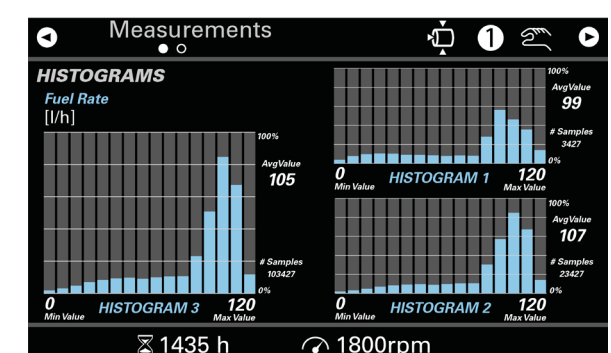 Measurements
1
HISTOGRAMS
Fuel Rate
[l/h]
100%
AvgValue
105
# Samples
103427
0%
0
120
Min Value
HISTOGRAM 3
Max Value
100%
AvgValue
99
# Samples
3427
0%
0
120
Min Value
HISTOGRAM 1
Max Value
100%
AvgValue
107
# Samples
23427
0%
0
120
Min Value
HISTOGRAM 2
Max Value
1435 h
1800rpm